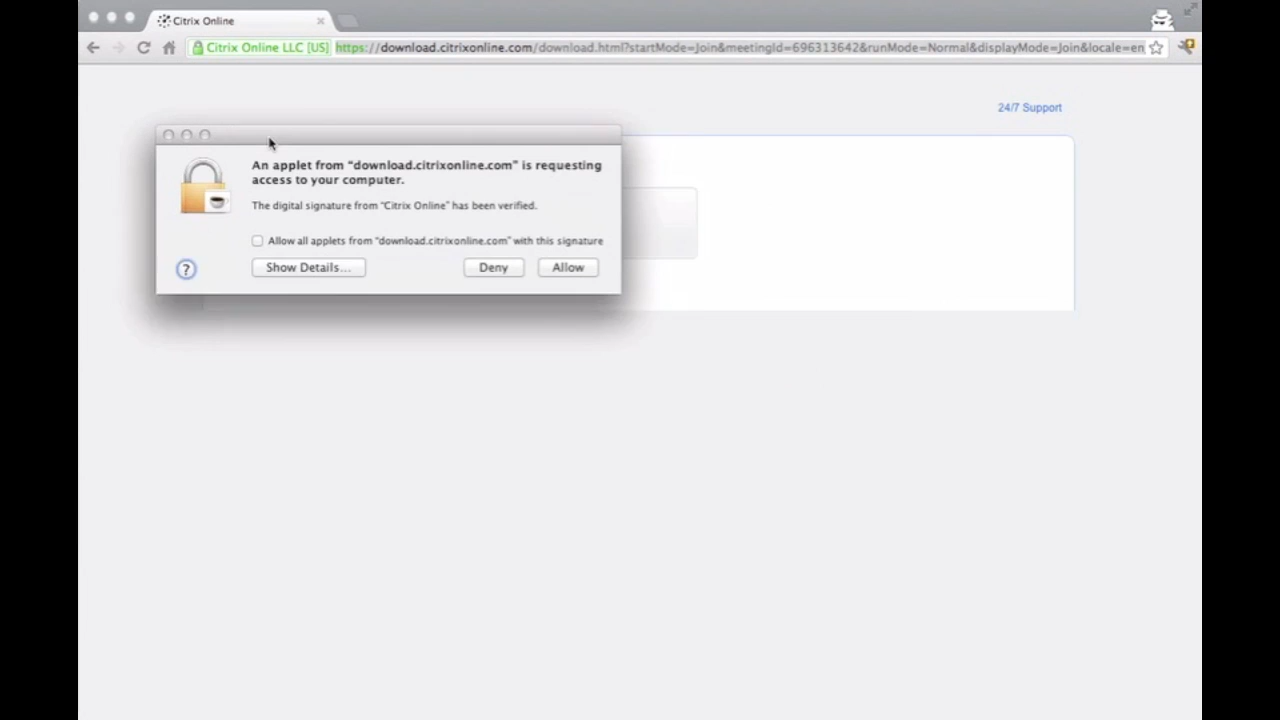 Citrix Online
Citrix Online LLC [US] https://download.citrixonline.com/download.html?startMode=Join&meetingId=696313642&runMode=Normal&displayMode=Join&locale=en
24/7 Support
An applet from “download.citrixonline.com” is requesting
access to your computer.
The digital signature from “Citrix Online” has been verified.
Allow all applets from “download.citrixonline.com” with this signature
? Show Details... Deny Allow